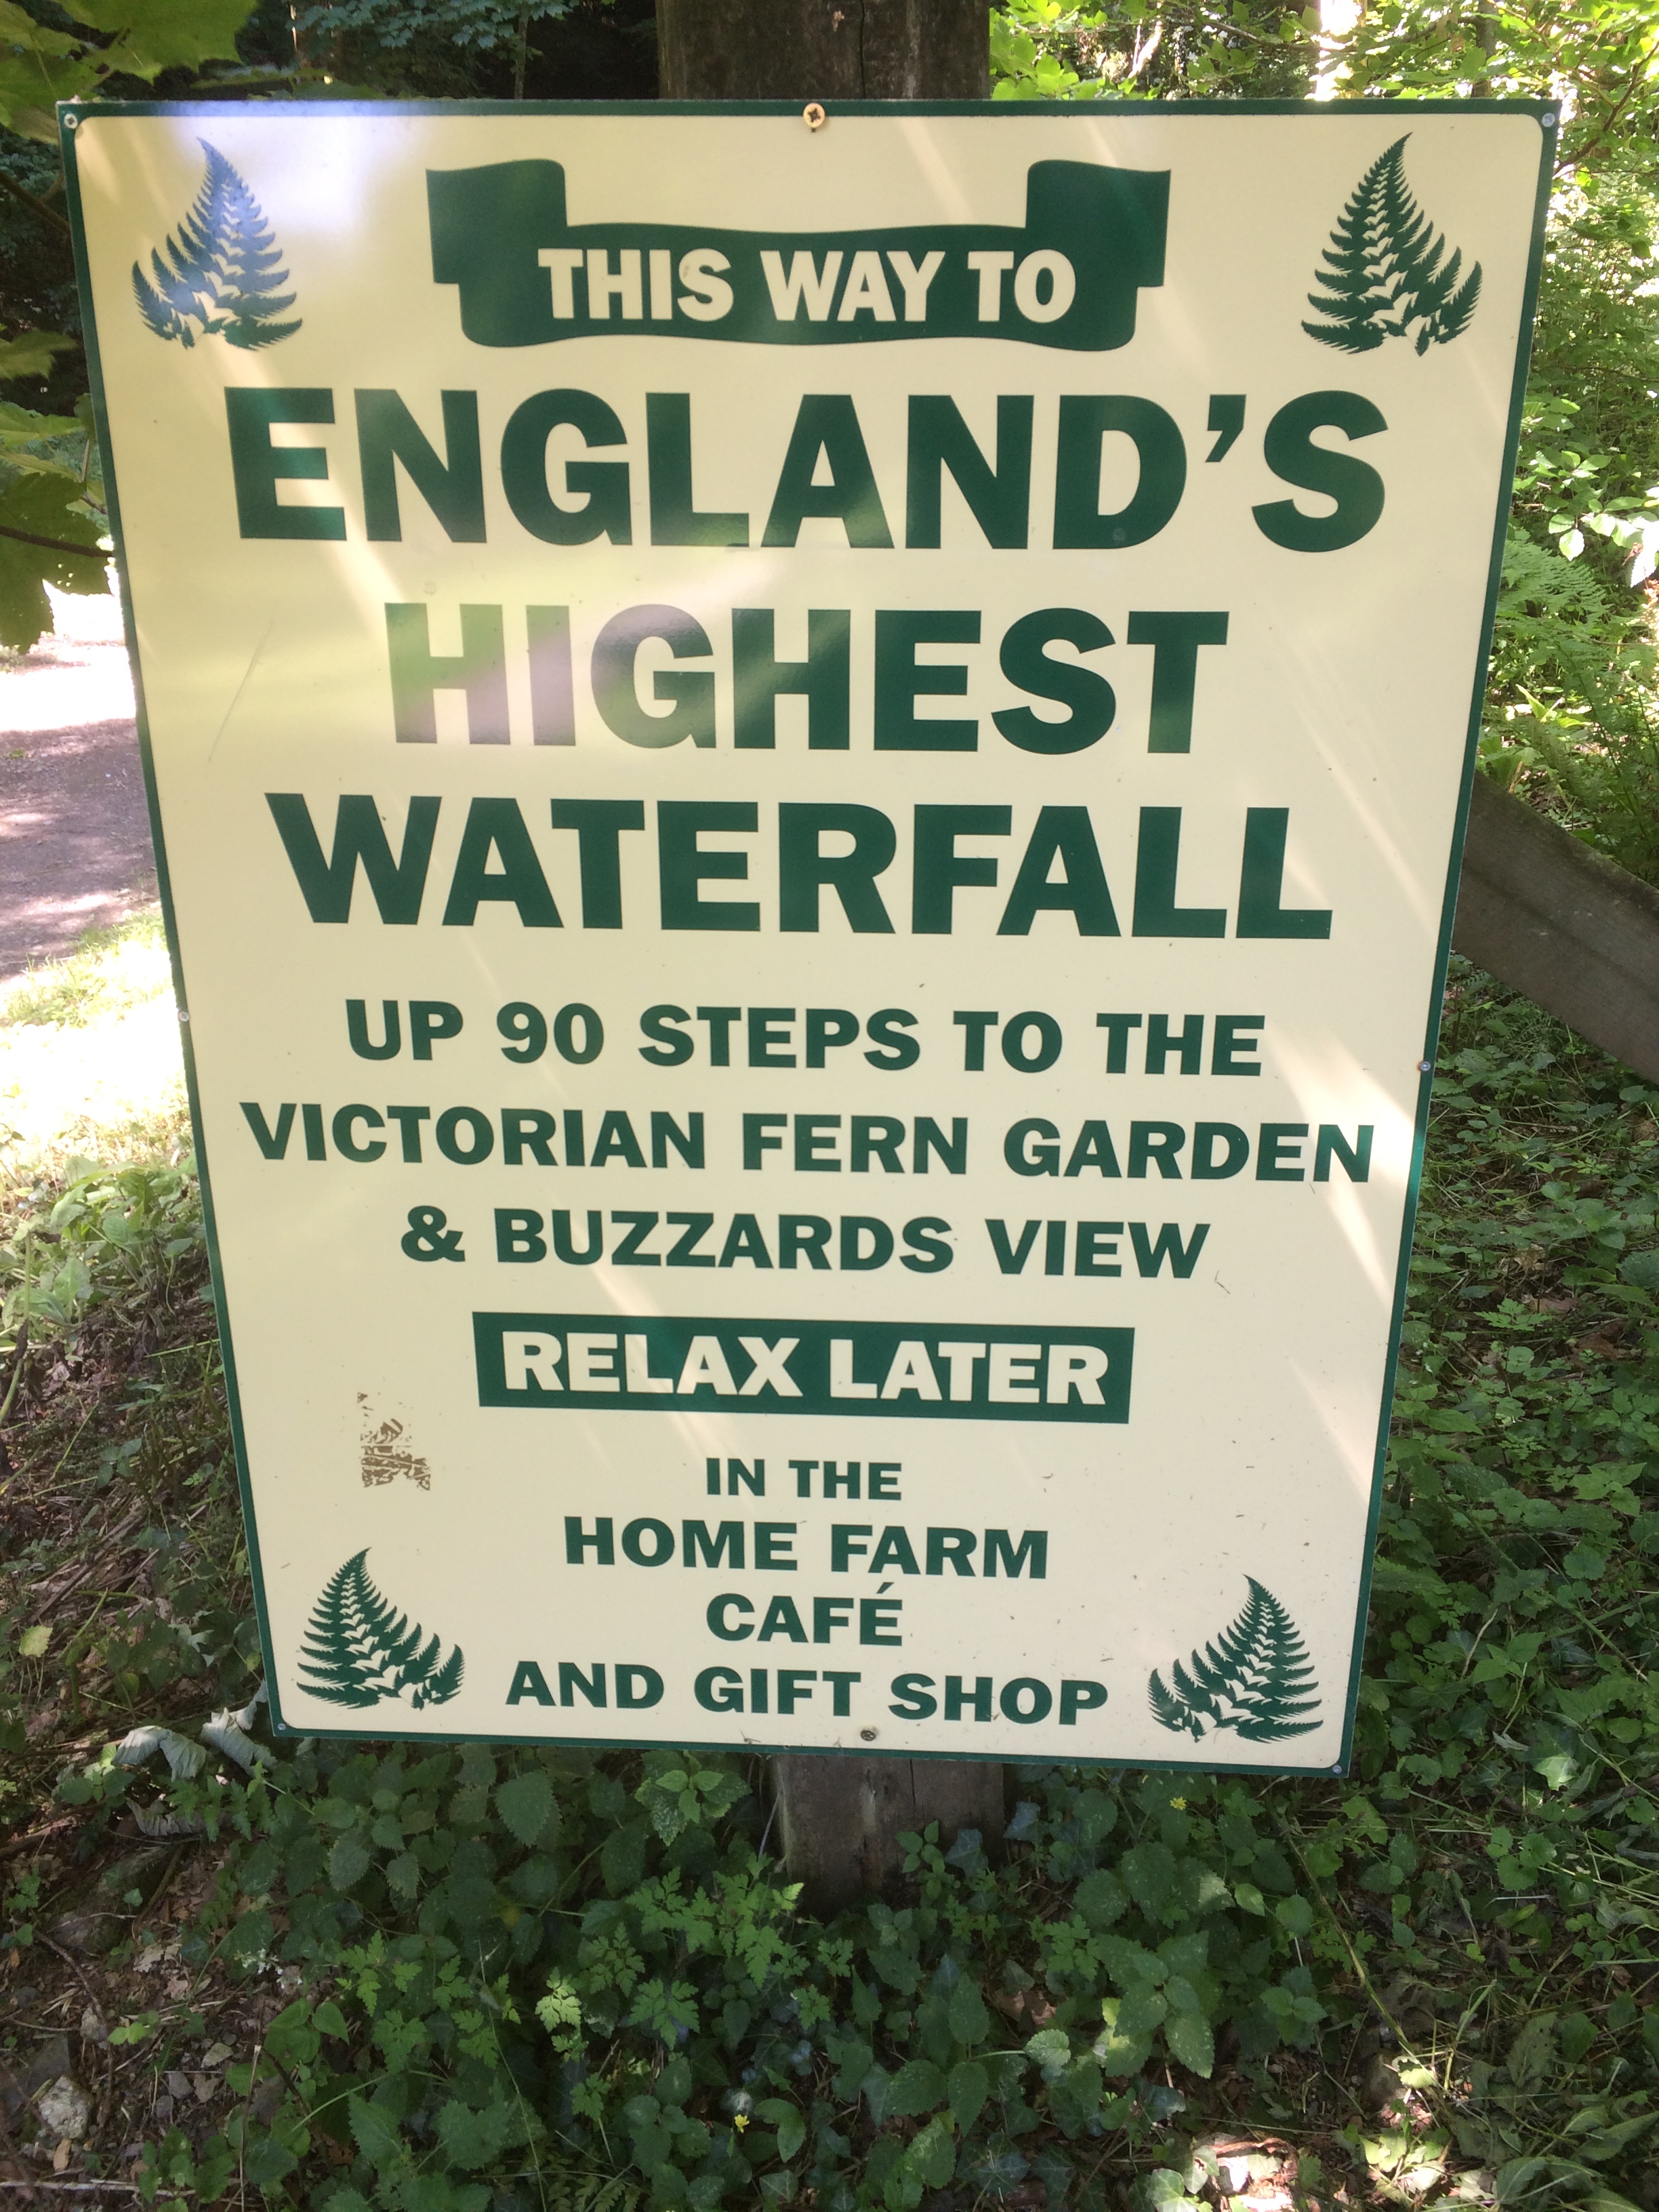 THIS WAY TO
ENGLAND'S
HIGHEST
WATERFALL
UP 90 STEPS TO THE
VICTORIAN FERN GARDEN
& BUZZARDS VIEW
RELAX LATER
IN THE
HOME FARM
CAFÉ
AND GIFT SHOP